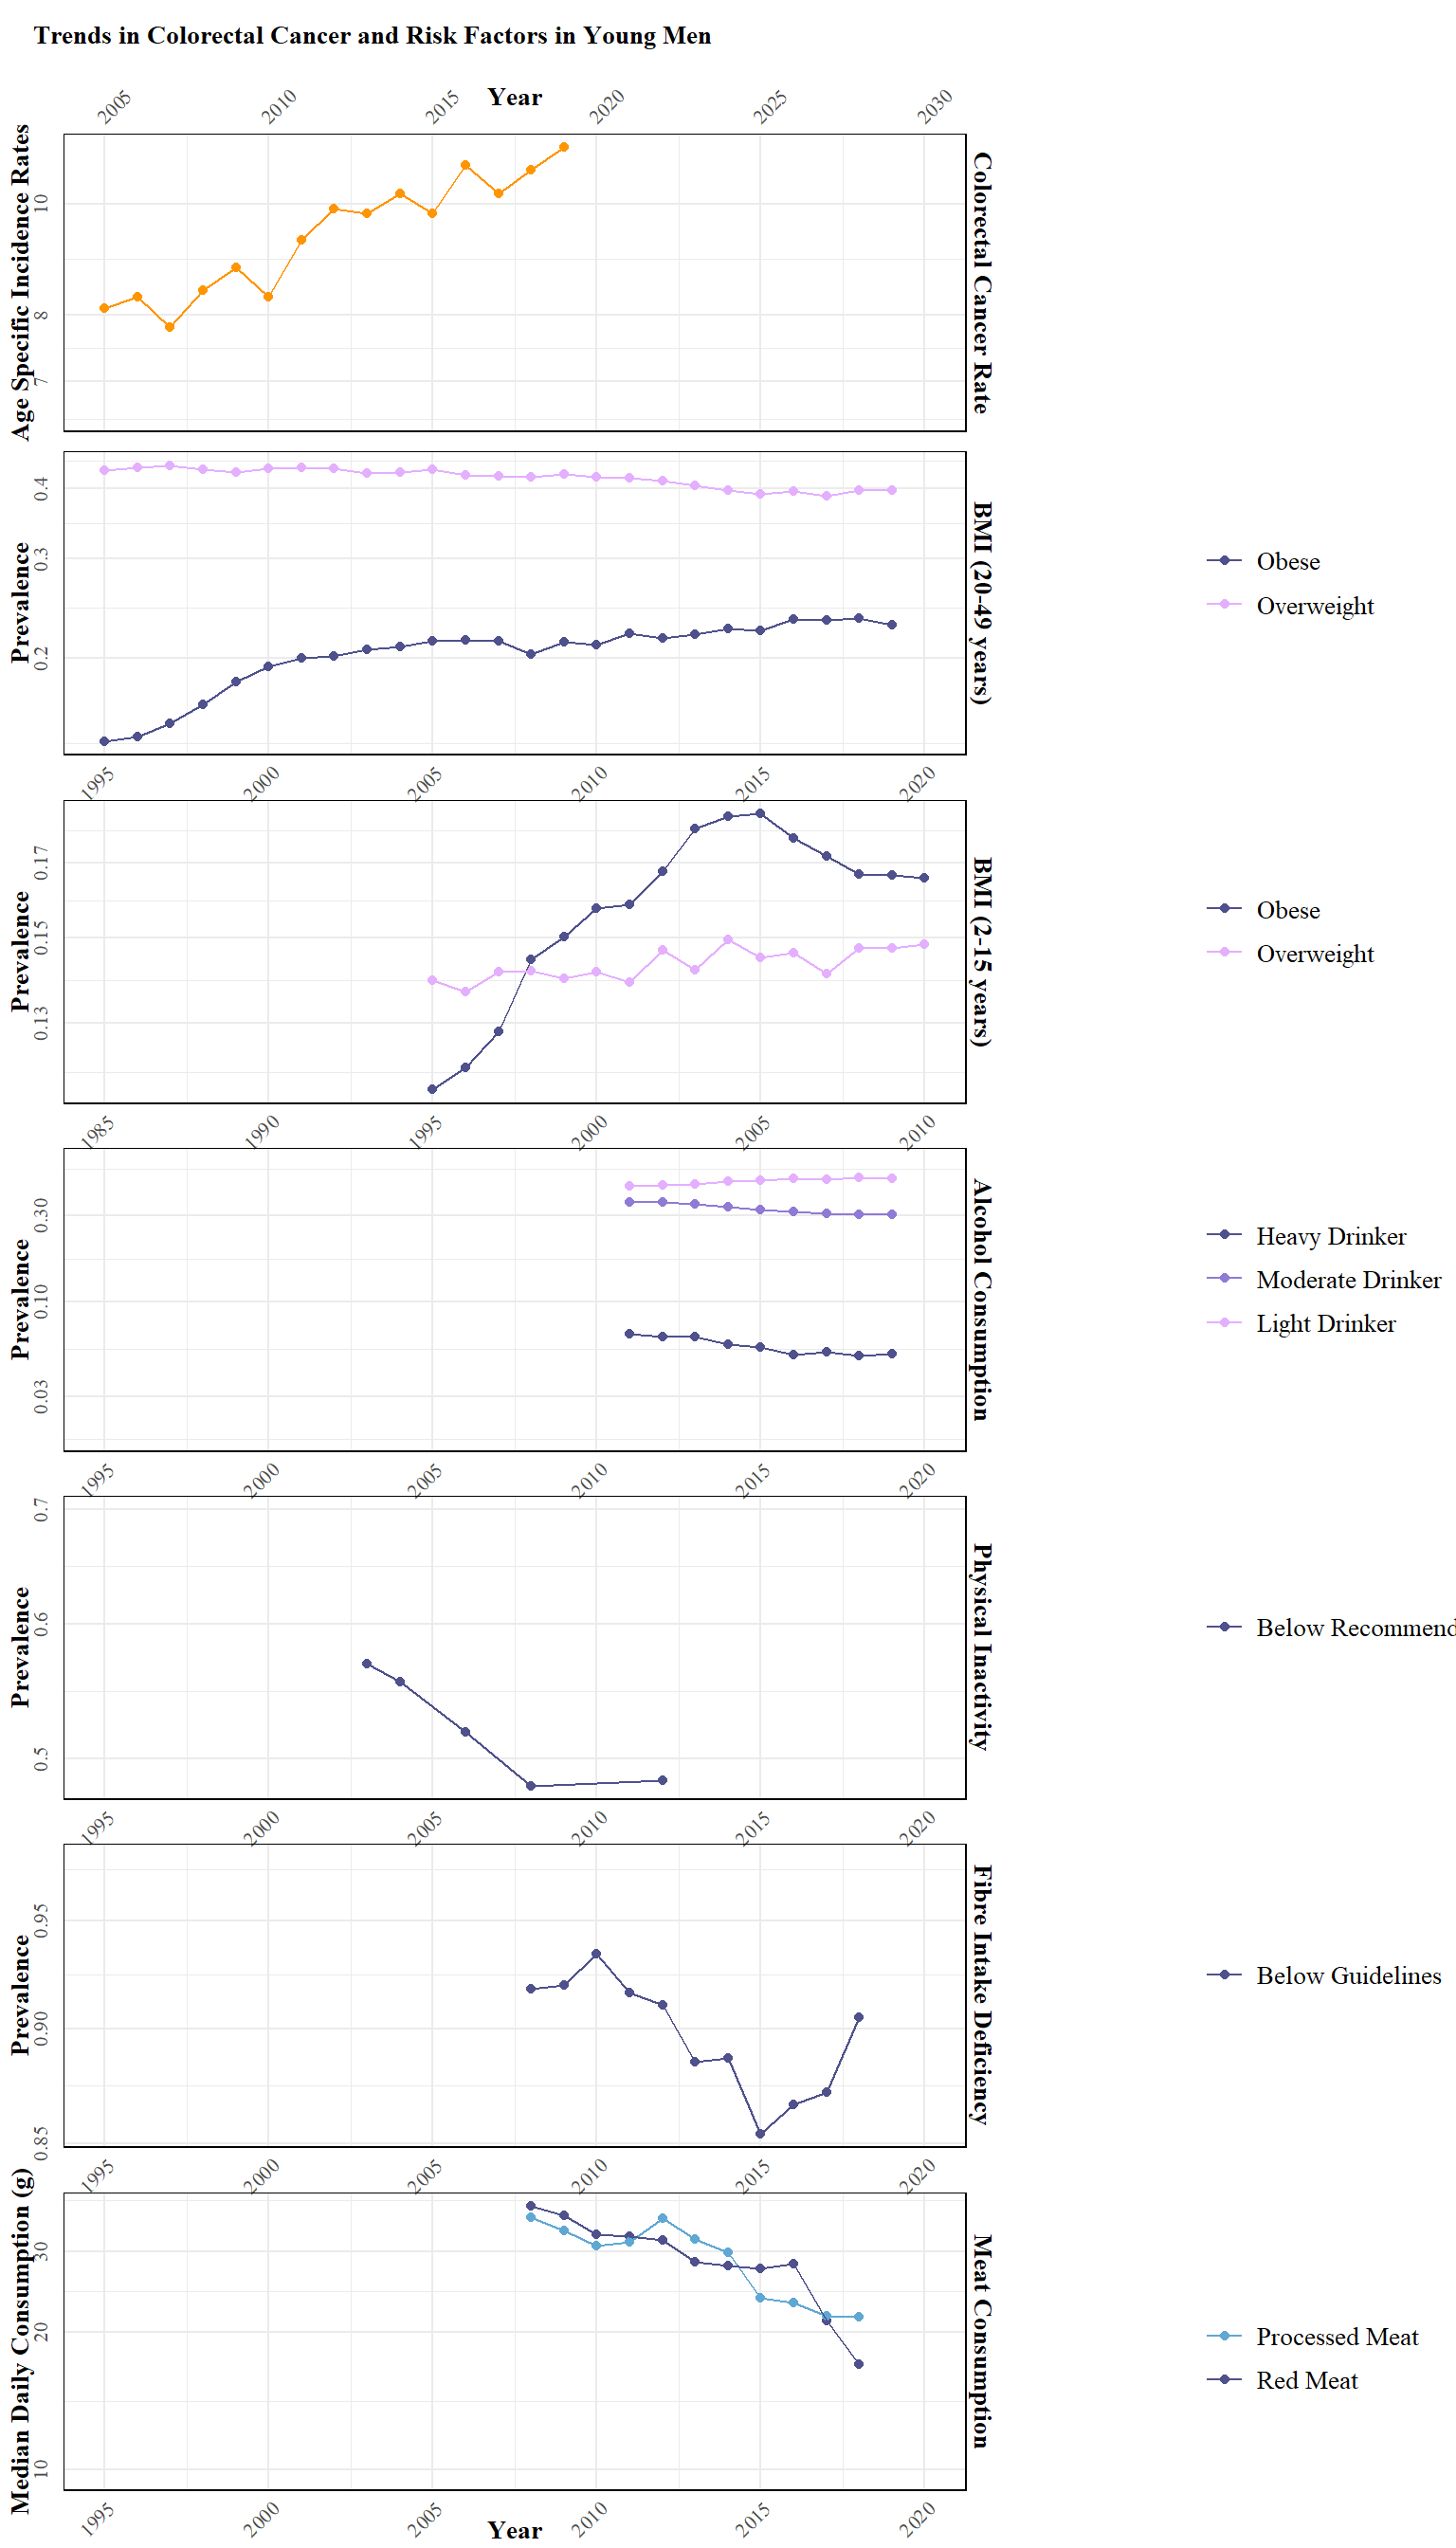 Trends in Colorectal Cancer and Risk Factors in Young Men
Year
2005 2010 2015 2020 2025 2030
Age Specific Incidence Rates
10
8
7
Colorectal Cancer Rate
Prevalence
0.4
0.3
0.2
BMI (20-49 years)
Obese
Overweight
1995 2000 2005 2010 2015 2020
Prevalence
0.17
0.15
0.13
BMI (2-15 years)
Obese
Overweight
1985 1990 1995 2000 2005 2010
Prevalence
0.30
0.10
0.03
Alcohol Consumption
Heavy Drinker
Moderate Drinker
Light Drinker
1995 2000 2005 2010 2015 2020
Prevalence
0.7
0.6
0.5
Physical Inactivity
Below Recommend
1995 2000 2005 2010 2015 2020
Prevalence
0.95
0.90
0.85
Fibre Intake Deficiency
Below Guidelines
1995 2000 2005 2010 2015 2020
Median Daily Consumption (g)
30
20
10
Meat Consumption
Processed Meat
Red Meat
1995 2000 2005 2010 2015 2020
Year